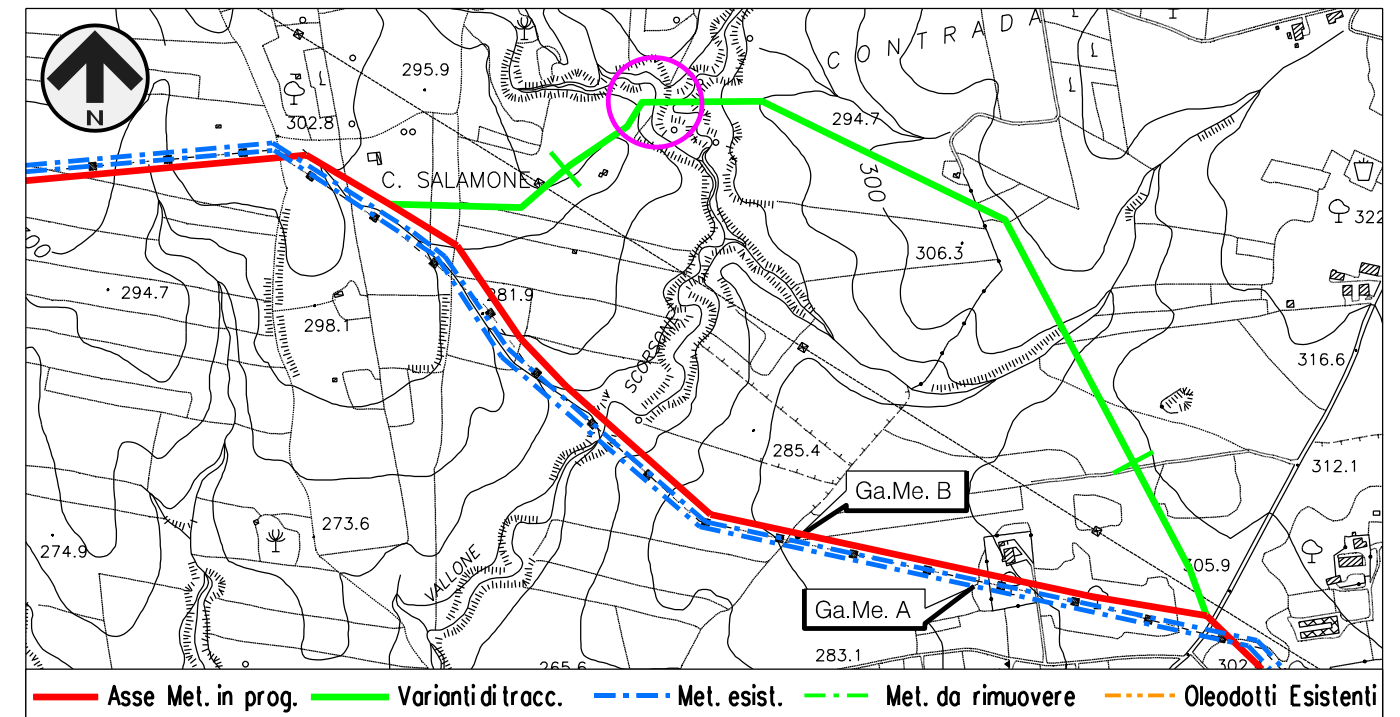 CONTRADA
295.9
302.8
294.7
C. SALAMONE
300
322
306.3
300
294.7
281.9
298.1
SCORSONE
316.6
285.4
312.1
Ga.Me. B
273.6
274.9
VALLONE
305.9
Ga.Me. A
283.1
265.6
302
N
Asse Met. in prog.
Varianti di tracc.
Met. esist.
Met. da rimuovere
Oleodotti Esistenti